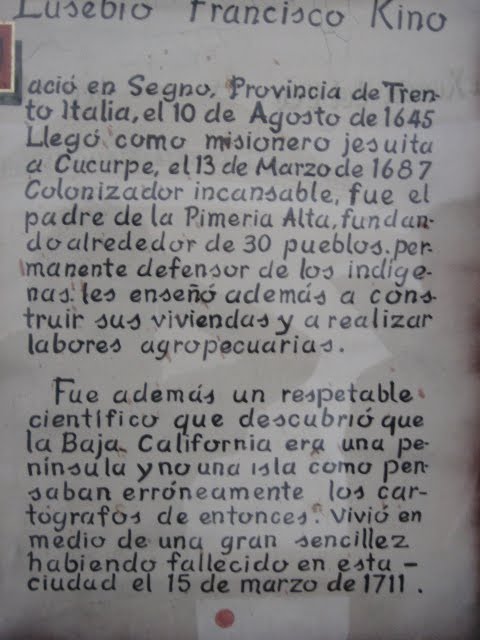 Eusebio Francisco Kino
ació en Segno, Provincia de Tren-
to Italia, el 10 de Agosto de 1645
Llegó como misionero jesuita
a Cucurpe, el 13 de Marzo de 1687
Colonizador incansable, fue el
padre de la Pimeria Alta, fundan-
do alrededor de 30 pueblos. per-
manente defensor de los indige-
nas. les enseñó además a cons-
truir sus viviendas y a realizar
labores agropecuarias.
Fue además un respetable
científico que descubrió que
la Baja California era una pe-
nínsula y no una isla como pen-
saban erróneamente los car-
tógrafos de entonces. Vivió en
medio de una gran sencillez
habiendo fallecido en esta -
ciudad el 15 de marzo de 1711.